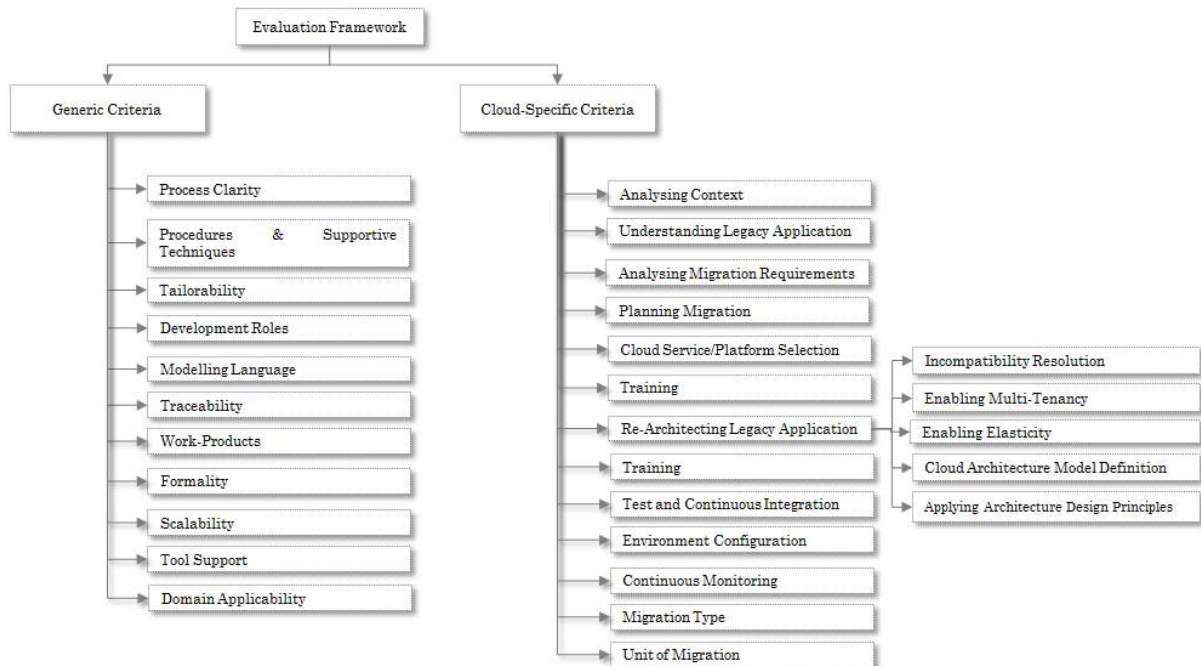 Evaluation Framework
Generic Criteria
Cloud-Specific Criteria
Process Clarity
Procedures & Supportive
Techniques
Tailorability
Development Roles
Modelling Language
Traceability
Work-Products
Formality
Scalability
Tool Support
Domain Applicability
Analysing Context
Understanding Legacy Application
Analysing Migration Requirements
Planning Migration
Cloud Service/Platform Selection
Training
Re-Architecting Legacy Application
Training
Test and Continuous Integration
Environment Configuration
Continuous Monitoring
Migration Type
Unit of Migration
Incompatibility Resolution
Enabling Multi-Tenancy
Enabling Elasticity
Cloud Architecture Model Definition
Applying Architecture Design Principles